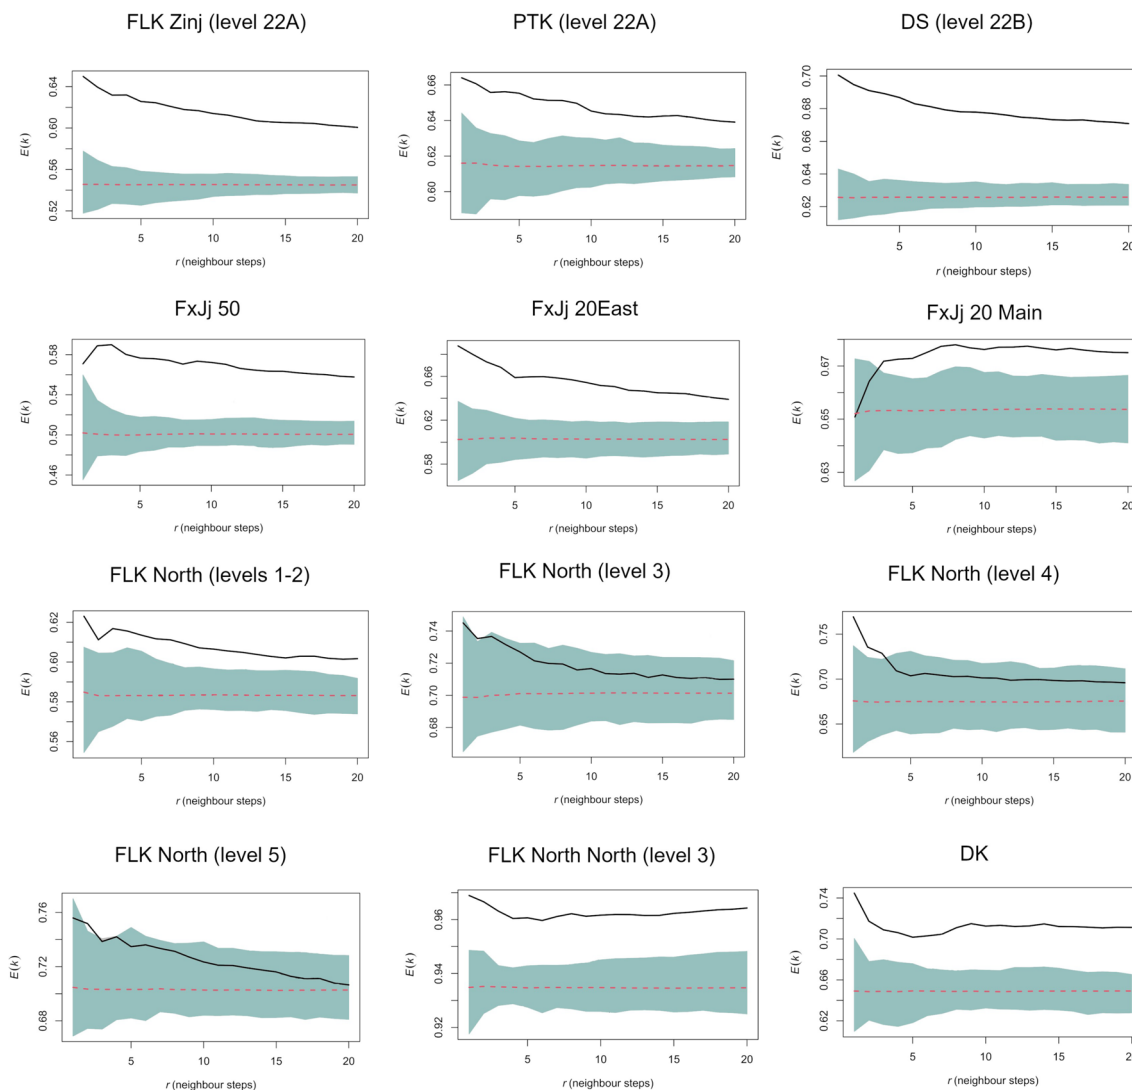 FLK Zinj (level 22A)
PTK (level 22A)
DS (level 22B)
E(k)
0.52 0.56 0.60 0.64
5 10 15 20
r (neighbour steps)
E(k)
0.60 0.62 0.64 0.66
5 10 15 20
r (neighbour steps)
E(k)
0.62 0.64 0.66 0.68 0.70
5 10 15 20
r (neighbour steps)
FxJj 50
FxJj 20East
FxJj 20 Main
E(k)
0.46 0.50 0.54 0.58
5 10 15 20
r (neighbour steps)
E(k)
0.58 0.62 0.66
5 10 15 20
r (neighbour steps)
E(k)
0.63 0.65 0.67
5 10 15 20
r (neighbour steps)
FLK North (levels 1-2)
FLK North (level 3)
FLK North (level 4)
E(k)
0.56 0.58 0.60 0.62
5 10 15 20
r (neighbour steps)
E(k)
0.68 0.70 0.72 0.74
5 10 15 20
r (neighbour steps)
E(k)
0.65 0.70 0.75
5 10 15 20
r (neighbour steps)
FLK North (level 5)
FLK North North (level 3)
DK
E(k)
0.68 0.72 0.76
5 10 15 20
r (neighbour steps)
E(k)
0.92 0.94 0.96
5 10 15 20
r (neighbour steps)
E(k)
0.62 0.66 0.70 0.74
5 10 15 20
r (neighbour steps)